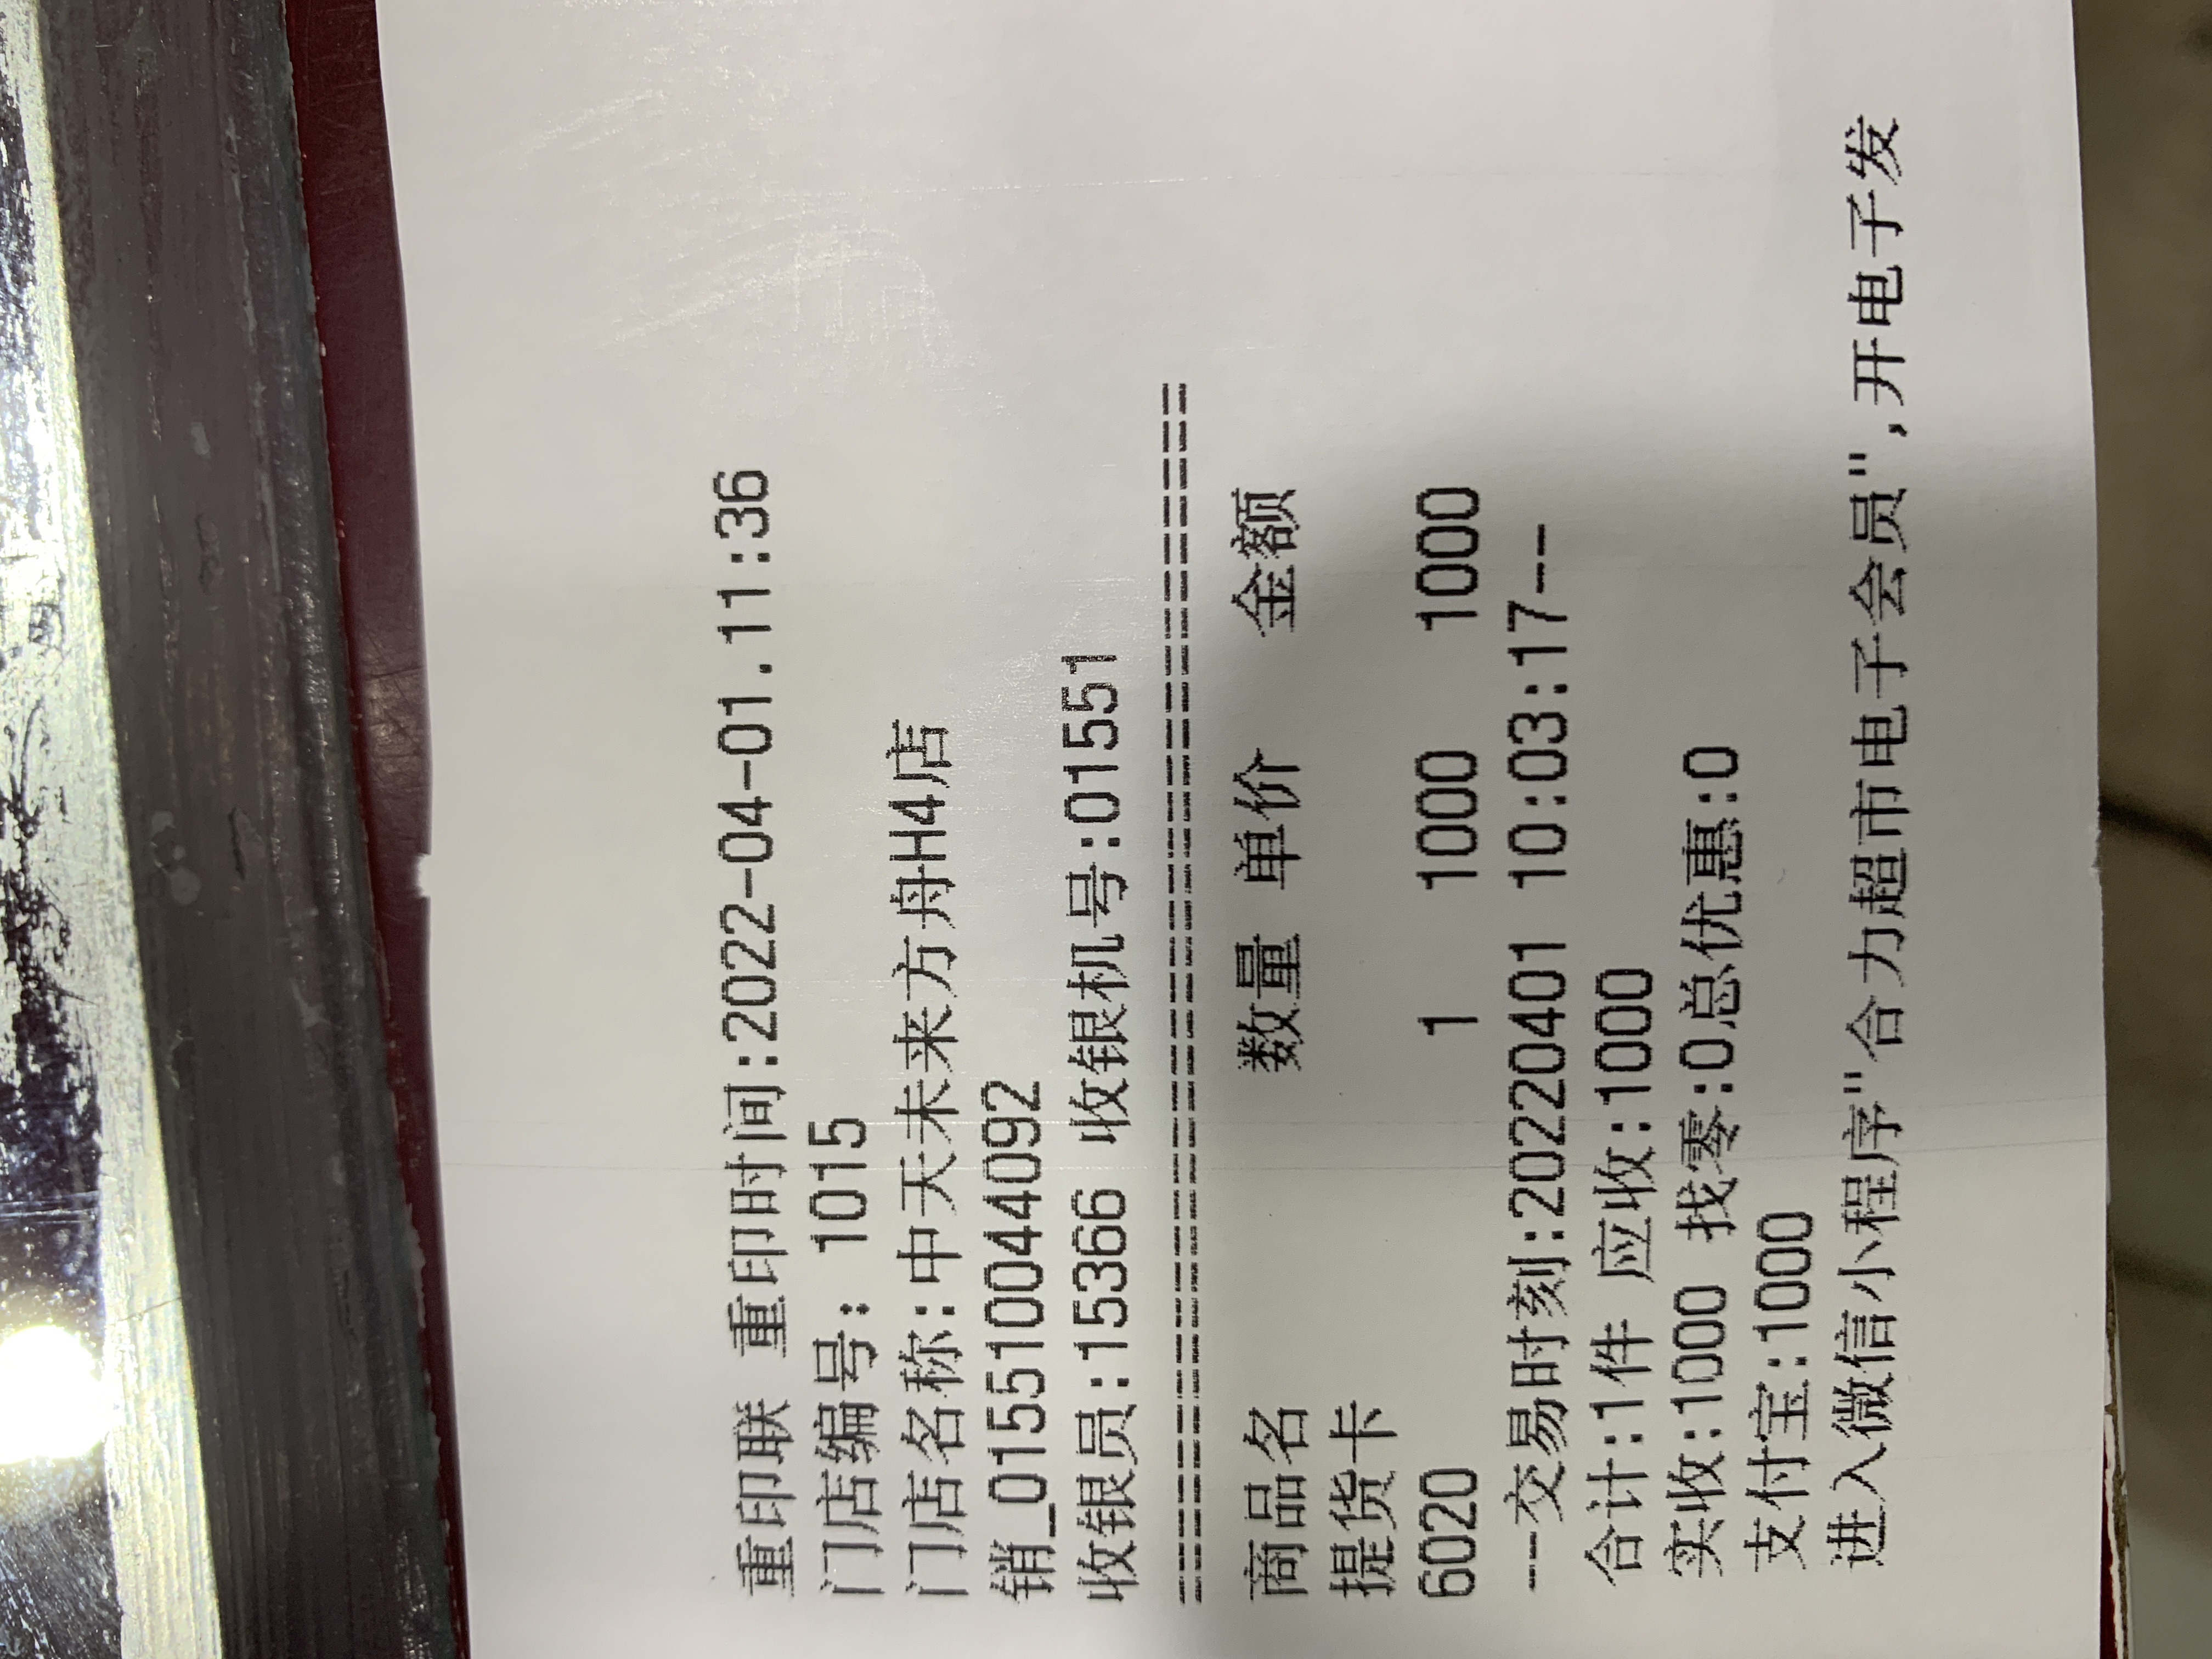 重印联 重印时间:2022-04-01.11:36
门店编号: 1015
门店名称:中天未来方舟H4店
销_015510044092
收银员:15366 收银机号:01551
==========================================
商品名 数量 单价 金额
提货卡
6020 1 1000 1000
--交易时刻:20220401 10:03:17--
合计:1件 应收:1000
实收:1000 找零:0总优惠:0
支付宝:1000
进入微信小程序"合力超市电子会员",开电子发